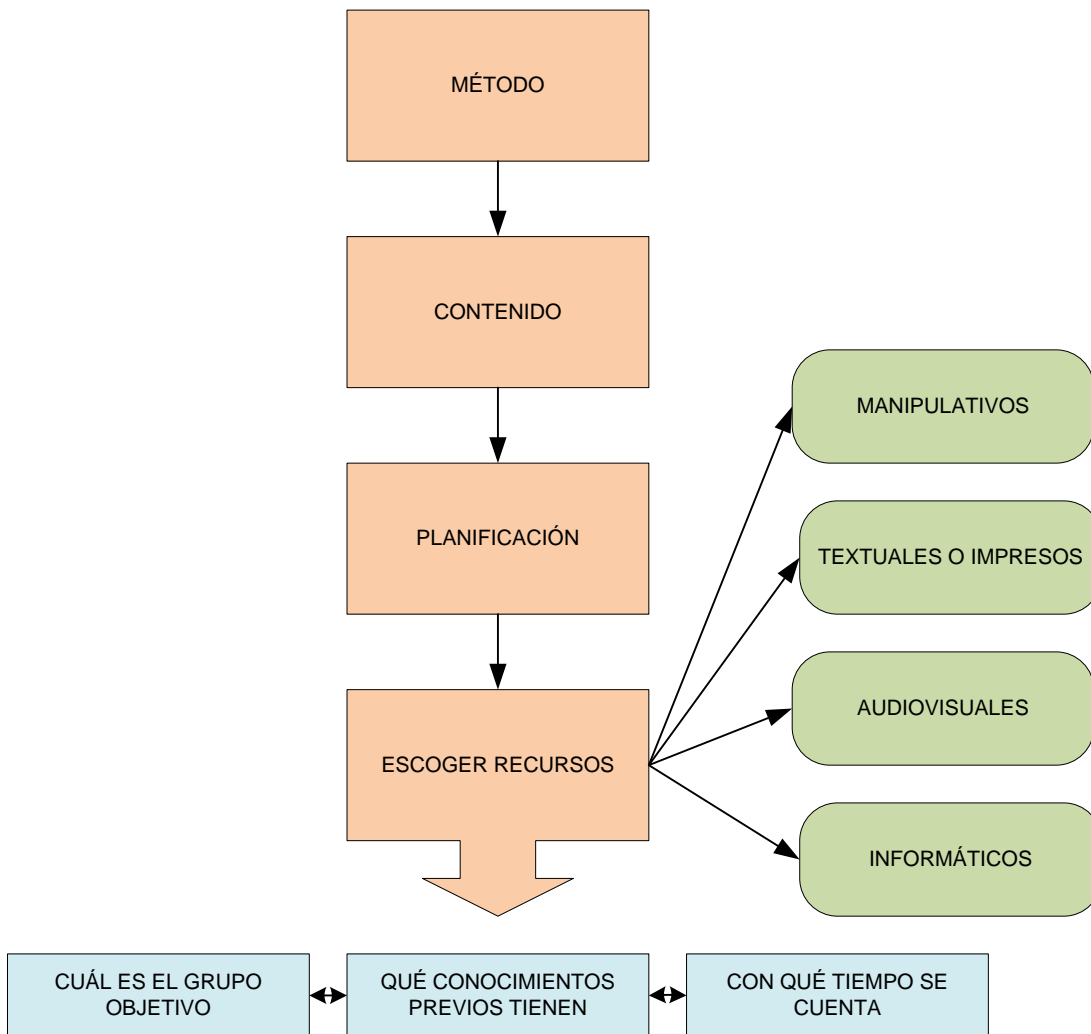 MÉTODO
CONTENIDO
PLANIFICACIÓN
ESCOGER RECURSOS
MANIPULATIVOS
TEXTUALES O IMPRESOS
AUDIOVISUALES
INFORMÁTICOS
CUÁL ES EL GRUPO
OBJETIVO
QUÉ CONOCIMIENTOS
PREVIOS TIENEN
CON QUÉ TIEMPO SE
CUENTA